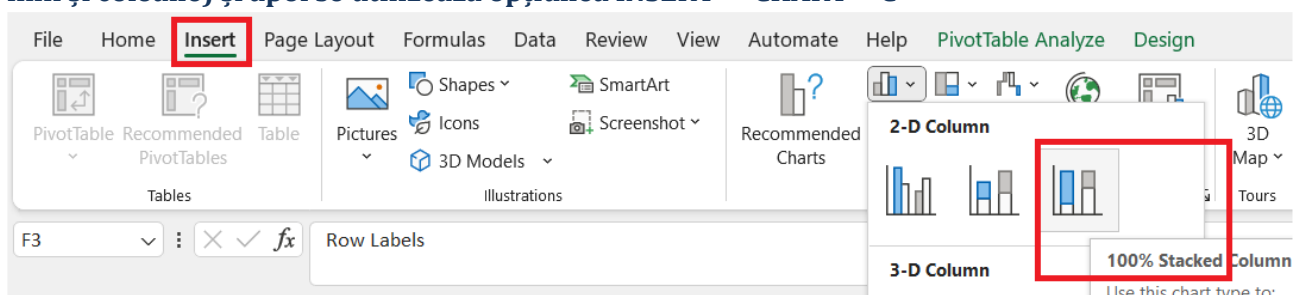 File Home Insert Page Layout Formulas Data Review View Automate Help PivotTable Analyze Design
PivotTable
Recommended PivotTables
Table
Tables
Pictures
Shapes
Icons
3D Models
SmartArt
Screenshot
Illustrations
Recommended Charts
2-D Column
3D Map
Tours
F3 fx Row Labels
3-D Column
100% Stacked Column
Use this chart type to: